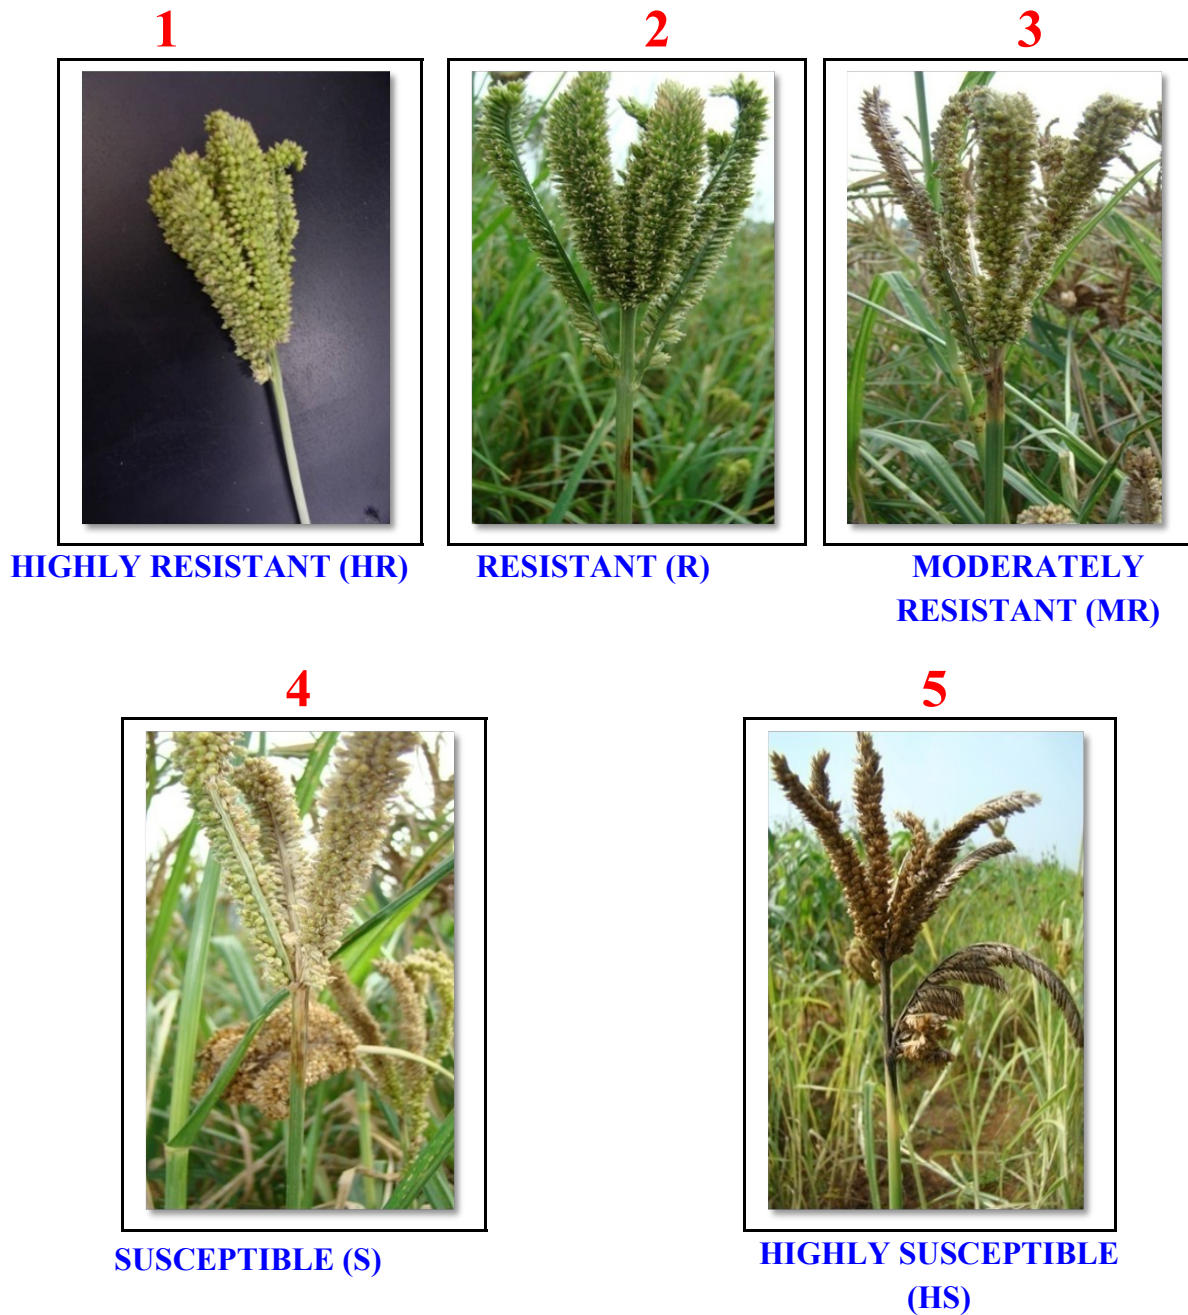 1
2
3
HIGHLY RESISTANT (HR)
RESISTANT (R)
MODERATELY
RESISTANT (MR)
4
5
SUSCEPTIBLE (S)
HIGHLY SUSCEPTIBLE
(HS)